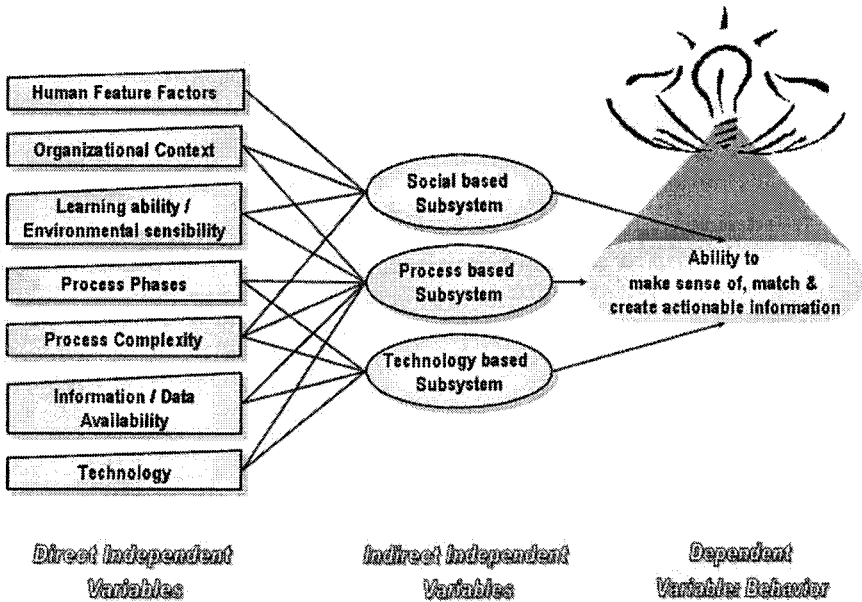 Human Feature Factors
Organizational Context
Learning ability /
Environmental sensibility
Process Phases
Process Complexity
Information / Data
Availability
Technology
Social based
Subsystem
Process based
Subsystem
Technology based
Subsystem
Ability to
make sense of, match &
create actionable information
Direct Independent
Variables
Indirect Independent
Variables
Dependent
Variable: Behavior